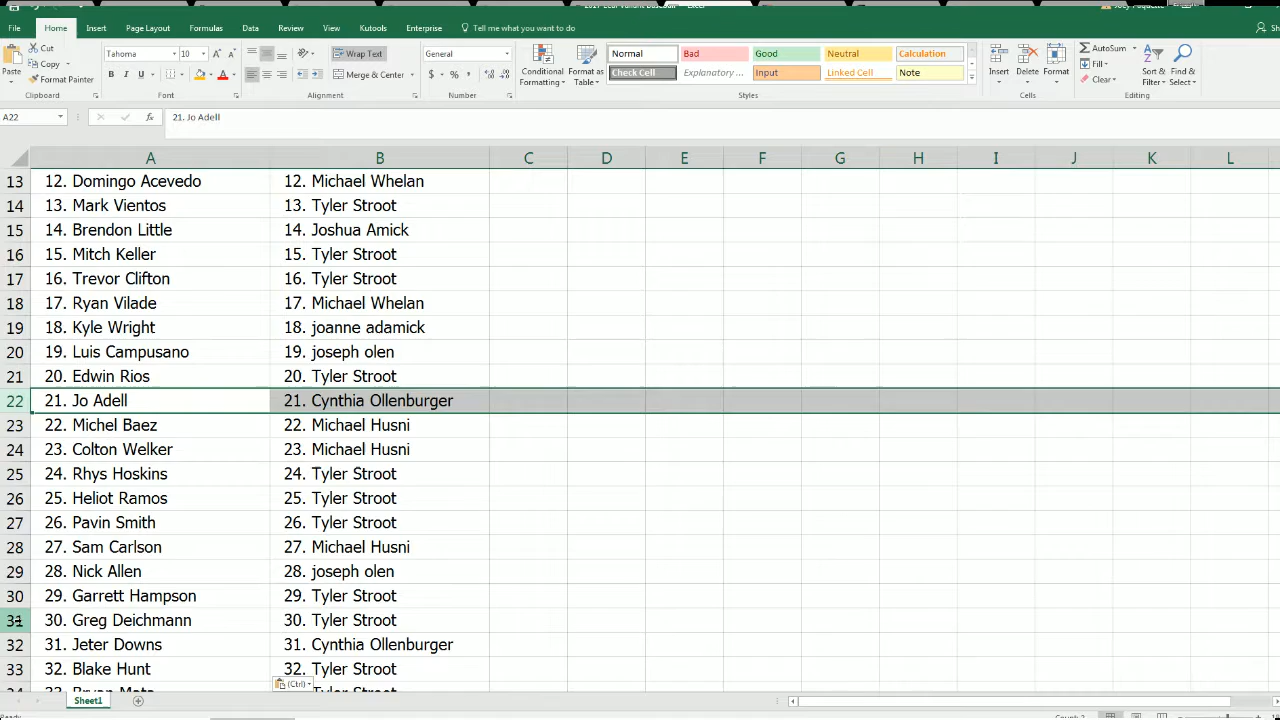 File Home Insert Page Layout Formulas Data Review View Kutools Enterprise Tell me what you want to do
Cut
Copy
Format Painter
Paste
Clipboard
Tahoma 10
B I U
Font
Wrap Text
Merge & Center
Alignment
General
$ % ,
Number
Conditional Formatting
Format as Table
Normal Bad Good Neutral Calculation
Check Cell Explanatory ... Input Linked Cell Note
Styles
Insert Delete Format
Cells
AutoSum
Fill
Clear
Sort & Filter
Find & Select
Editing
A22 fx 21. Jo Adell
A B C D E F G H I J K L
13 12. Domingo Acevedo 12. Michael Whelan
14 13. Mark Vientos 13. Tyler Stroot
15 14. Brendon Little 14. Joshua Amick
16 15. Mitch Keller 15. Tyler Stroot
17 16. Trevor Clifton 16. Tyler Stroot
18 17. Ryan Vilade 17. Michael Whelan
19 18. Kyle Wright 18. joanne adamick
20 19. Luis Campusano 19. joseph olen
21 20. Edwin Rios 20. Tyler Stroot
22 21. Jo Adell 21. Cynthia Ollenburger
23 22. Michel Baez 22. Michael Husni
24 23. Colton Welker 23. Michael Husni
25 24. Rhys Hoskins 24. Tyler Stroot
26 25. Heliot Ramos 25. Tyler Stroot
27 26. Pavin Smith 26. Tyler Stroot
28 27. Sam Carlson 27. Michael Husni
29 28. Nick Allen 28. joseph olen
30 29. Garrett Hampson 29. Tyler Stroot
31 30. Greg Deichmann 30. Tyler Stroot
32 31. Jeter Downs 31. Cynthia Ollenburger
33 32. Blake Hunt 32. Tyler Stroot
(Ctrl)
Sheet1